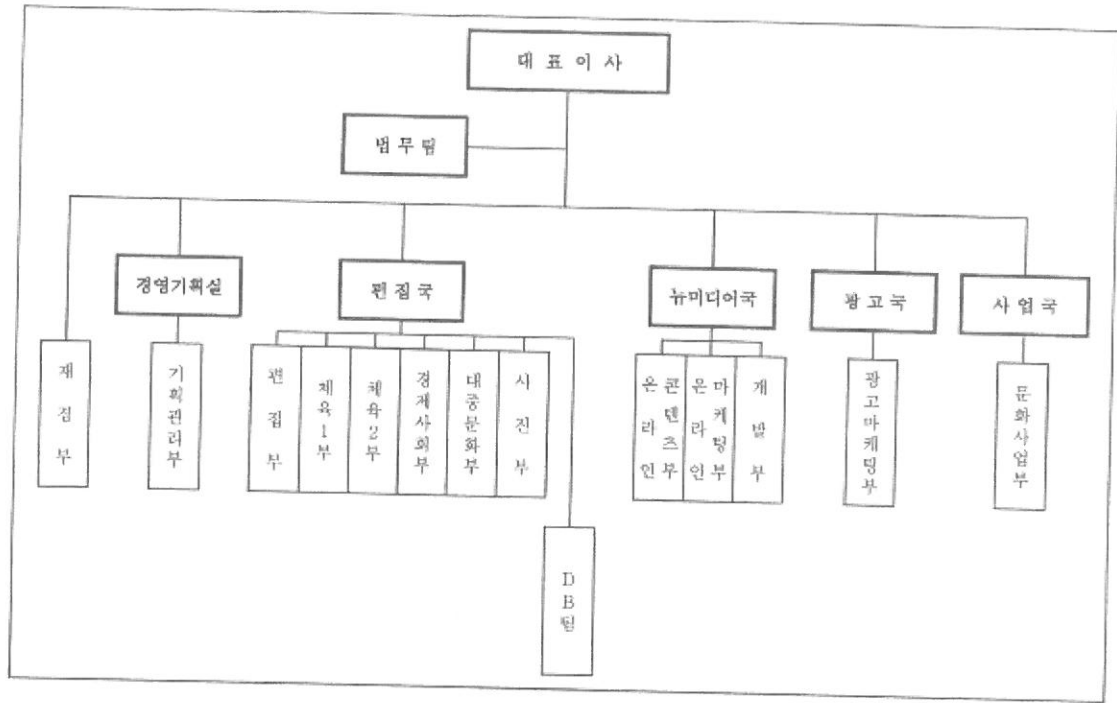 대표이사
법무팀
경영기획실
편집국
뉴미디어국
광고국
사업국
재정부
기획관리부
편집부
체육1부
체육2부
경제사회부
대중문화부
사진부
온라인 콘텐츠부
온라인 마케팅부
개발부
광고마케팅부
문화사업부
DB팀